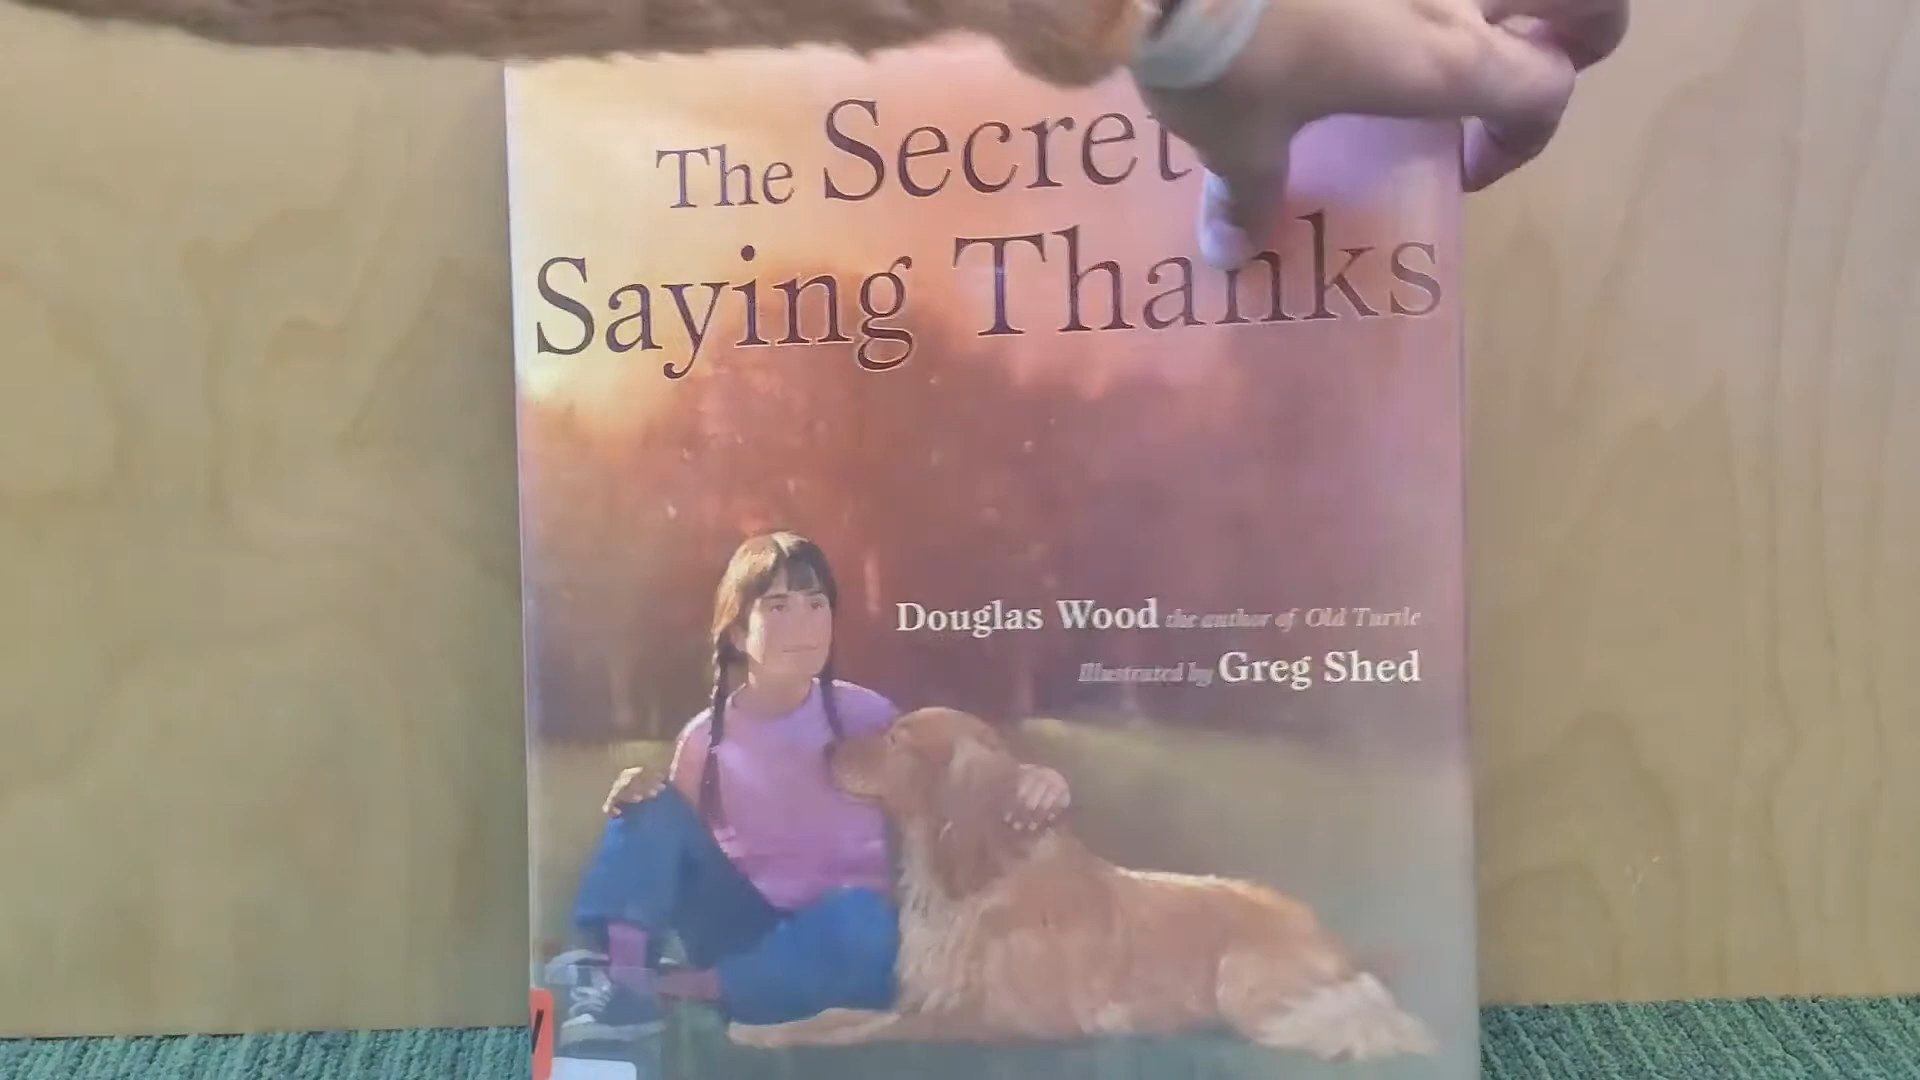 The Secret
Saying Thanks
Douglas Wood the author of Old Turtle
Illustrated by Greg Shed